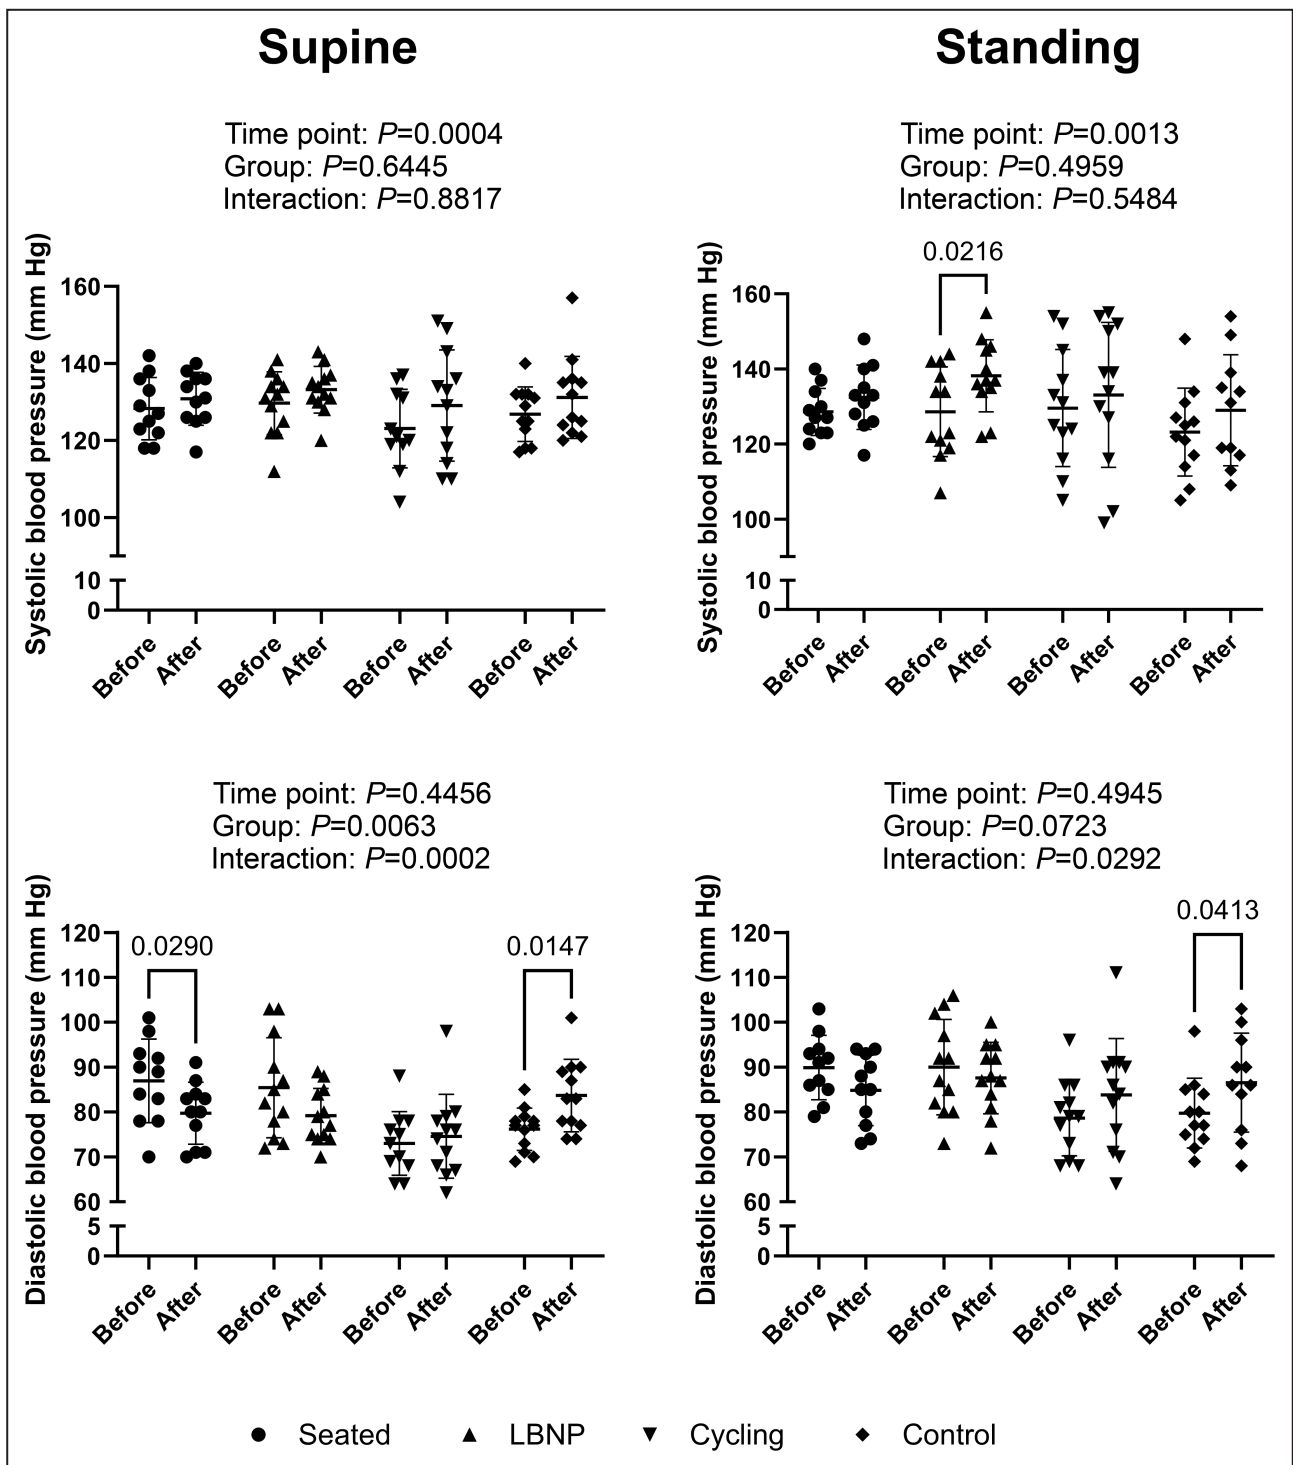 Supine
Standing
Time point: P=0.0004
Group: P=0.6445
Interaction: P=0.8817
Time point: P=0.0013
Group: P=0.4959
Interaction: P=0.5484
Systolic blood pressure (mm Hg)
160
140
120
100
10
0
Before
After
Before
After
Before
After
Before
After
Systolic blood pressure (mm Hg)
0.0216
160
140
120
100
10
0
Before
After
Before
After
Before
After
Before
After
Time point: P=0.4456
Group: P=0.0063
Interaction: P=0.0002
Time point: P=0.4945
Group: P=0.0723
Interaction: P=0.0292
Diastolic blood pressure (mm Hg)
0.0290
0.0147
120
110
100
90
80
70
60
5
0
Before
After
Before
After
Before
After
Before
After
Diastolic blood pressure (mm Hg)
0.0413
120
110
100
90
80
70
60
5
0
Before
After
Before
After
Before
After
Before
After
Seated
LBNP
Cycling
Control